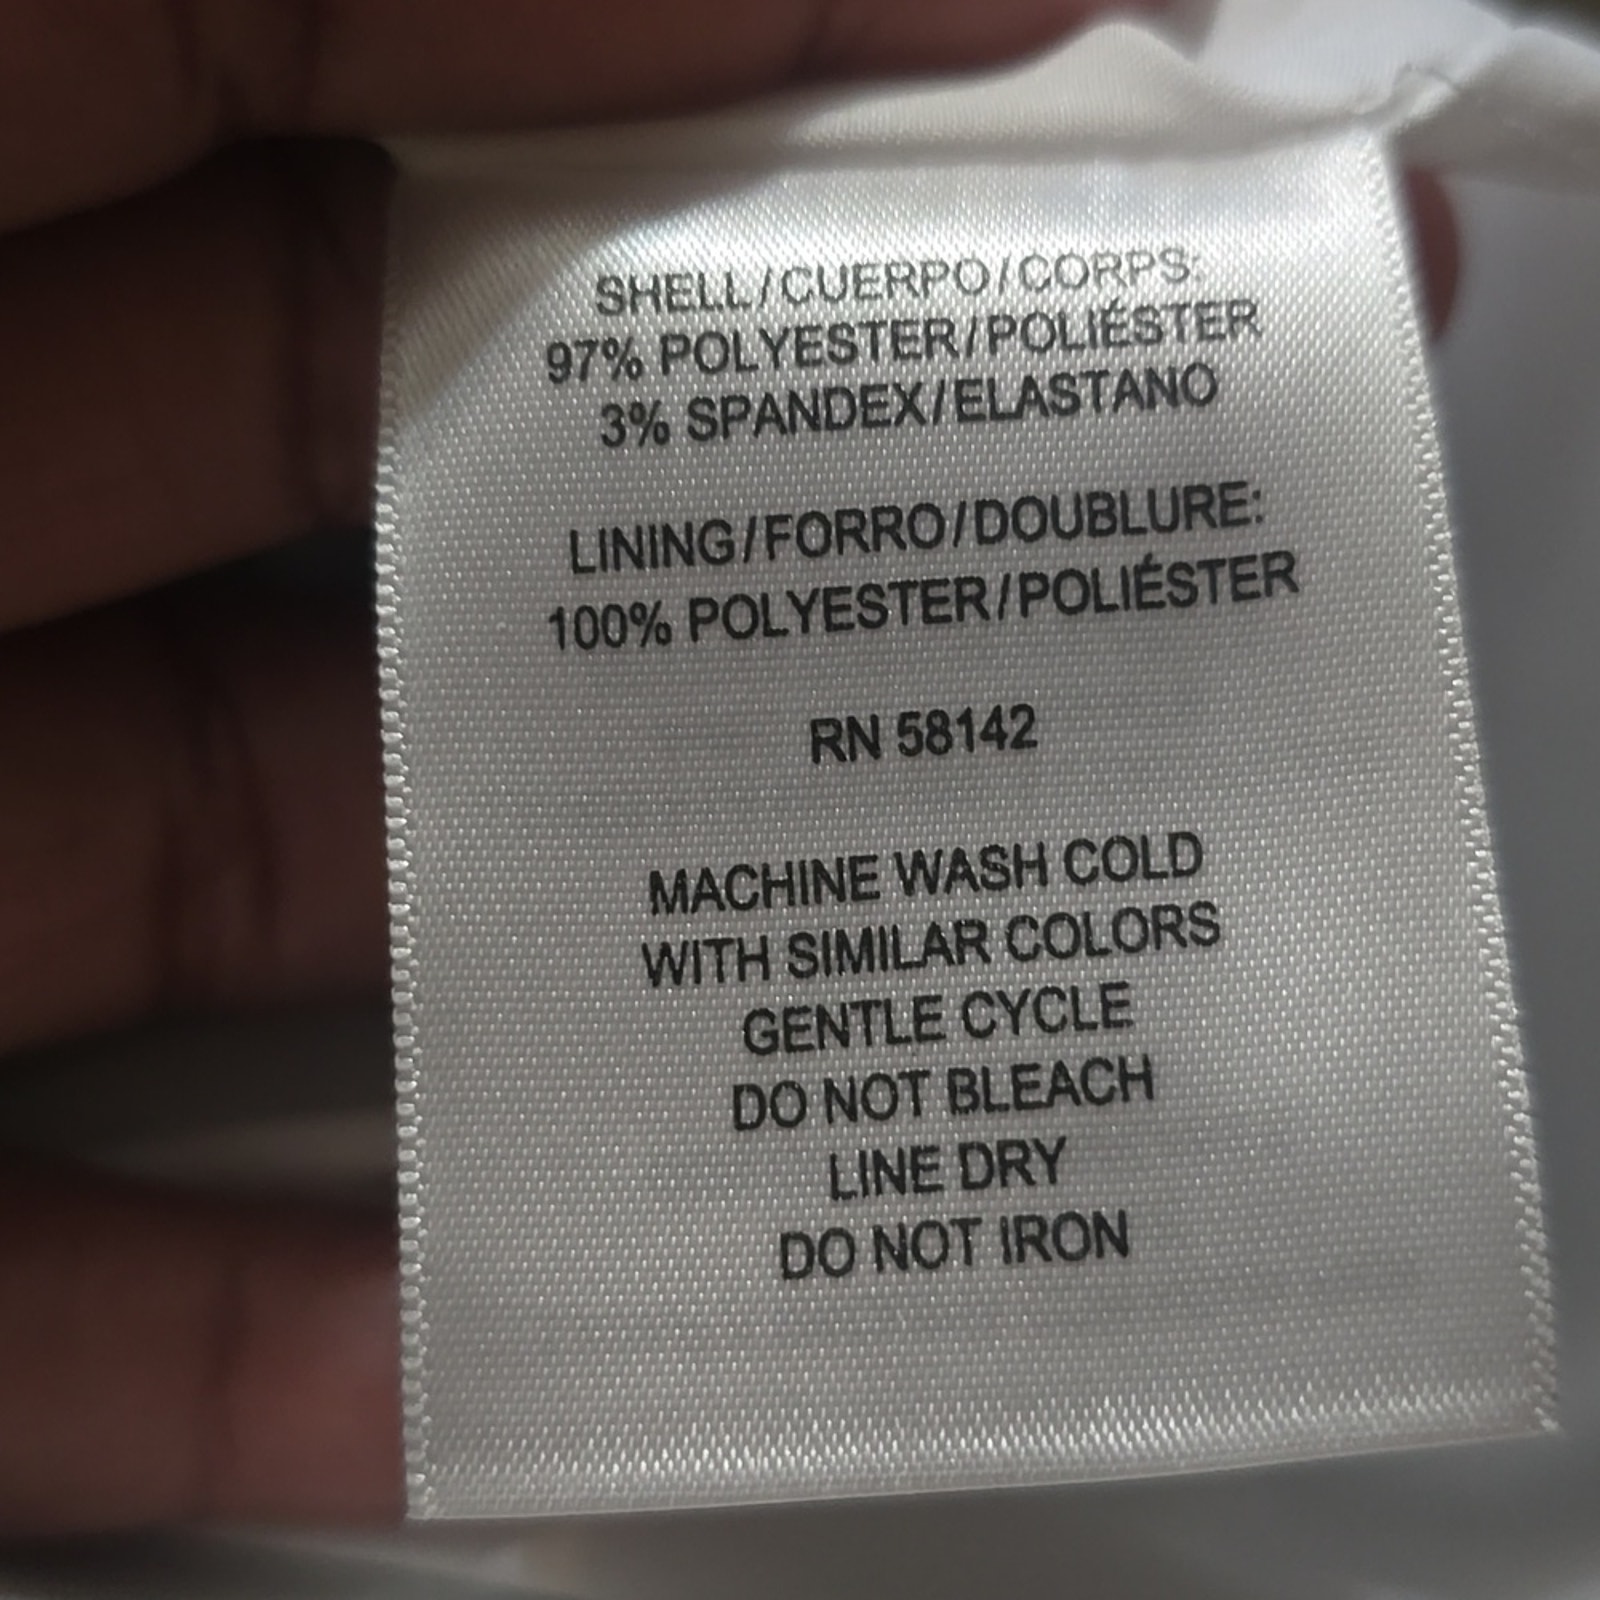 SHELL/CUERPO/CORPS:
97% POLYESTER/POLIÉSTER
3% SPANDEX/ELASTANO
LINING/FORRO/DOUBLURE:
100% POLYESTER/POLIÉSTER
RN 58142
MACHINE WASH COLD
WITH SIMILAR COLORS
GENTLE CYCLE
DO NOT BLEACH
LINE DRY
DO NOT IRON